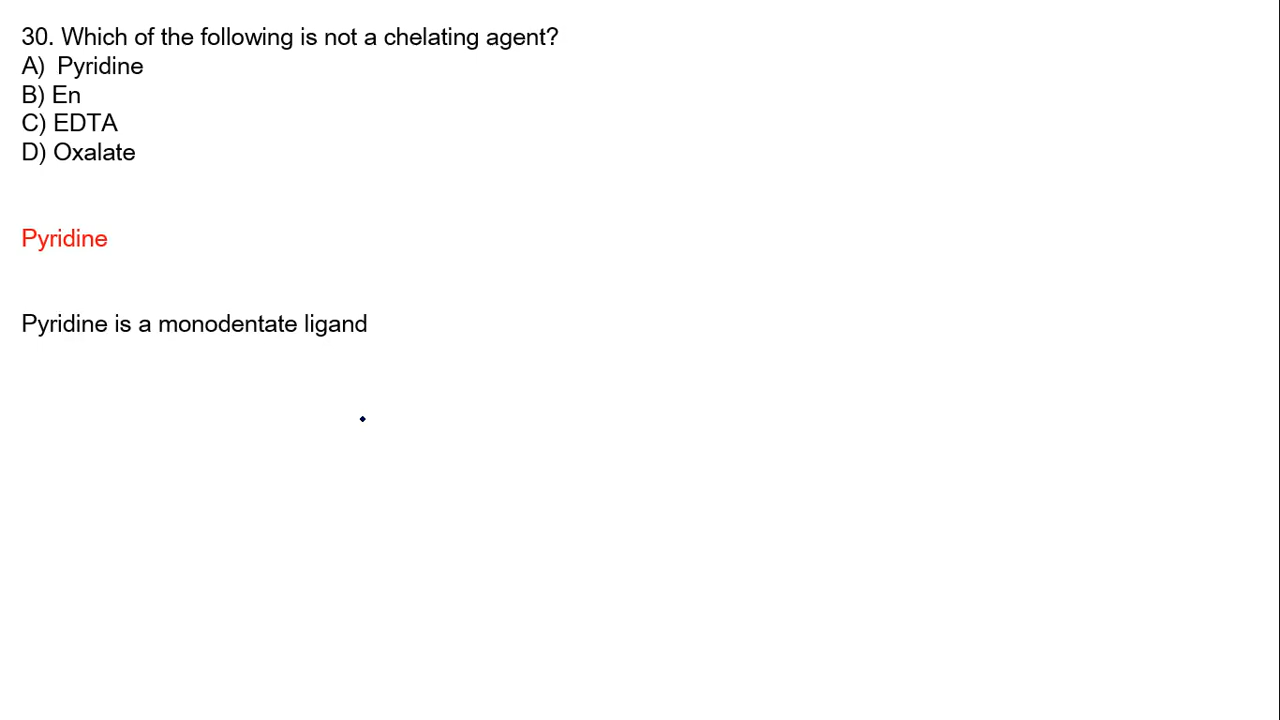 30. Which of the following is not a chelating agent?
A)  Pyridine
B) En
C) EDTA
D) Oxalate
Pyridine
Pyridine is a monodentate ligand